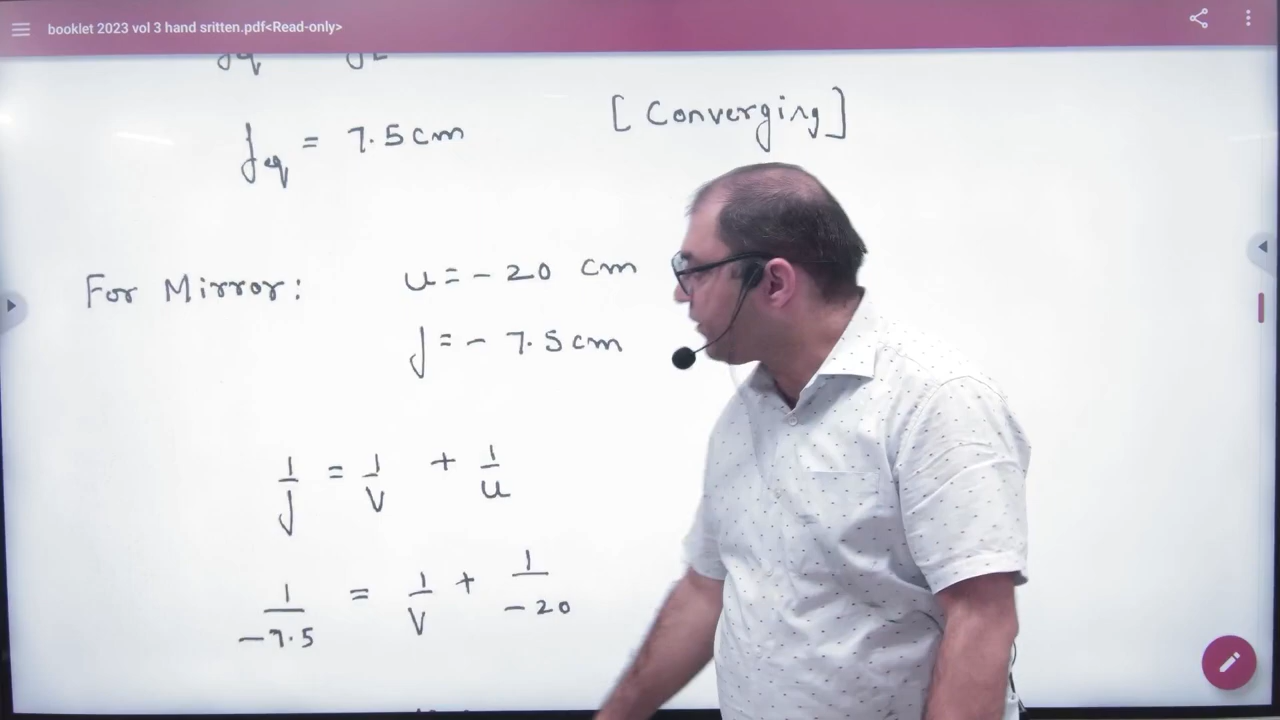 booklet 2023 vol 3 hand sritten.pdf<Read-only>
[Converging]
feq = 7.5 cm
For Mirror: u = - 20 cm
f = - 7.5 cm
1/f = 1/v + 1/u
1/-7.5 = 1/v + 1/-20